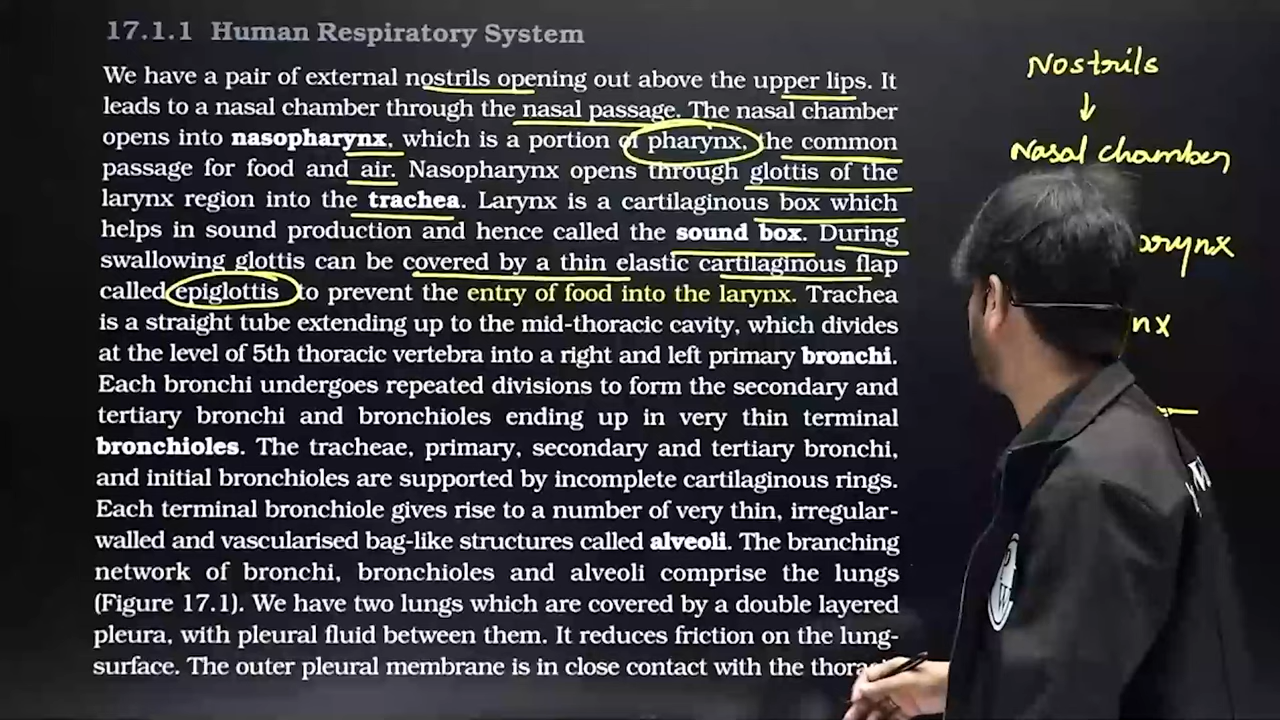 17.1.1 Human Respiratory System
We have a pair of external nostrils opening out above the upper lips. It
leads to a nasal chamber through the nasal passage. The nasal chamber
opens into nasopharynx, which is a portion of pharynx, the common
passage for food and air. Nasopharynx opens through glottis of the
larynx region into the trachea. Larynx is a cartilaginous box which
helps in sound production and hence called the sound box. During
swallowing glottis can be covered by a thin elastic cartilaginous flap
called epiglottis to prevent the entry of food into the larynx. Trachea
is a straight tube extending up to the mid-thoracic cavity, which divides
at the level of 5th thoracic vertebra into a right and left primary bronchi.
Each bronchi undergoes repeated divisions to form the secondary and
tertiary bronchi and bronchioles ending up in very thin terminal
bronchioles. The tracheae, primary, secondary and tertiary bronchi,
and initial bronchioles are supported by incomplete cartilaginous rings.
Each terminal bronchiole gives rise to a number of very thin, irregular-
walled and vascularised bag-like structures called alveoli. The branching
network of bronchi, bronchioles and alveoli comprise the lungs
(Figure 17.1). We have two lungs which are covered by a double layered
pleura, with pleural fluid between them. It reduces friction on the lung-
surface. The outer pleural membrane is in close contact with the
Nostrils
↓
Nasal chamber
arynx
nx